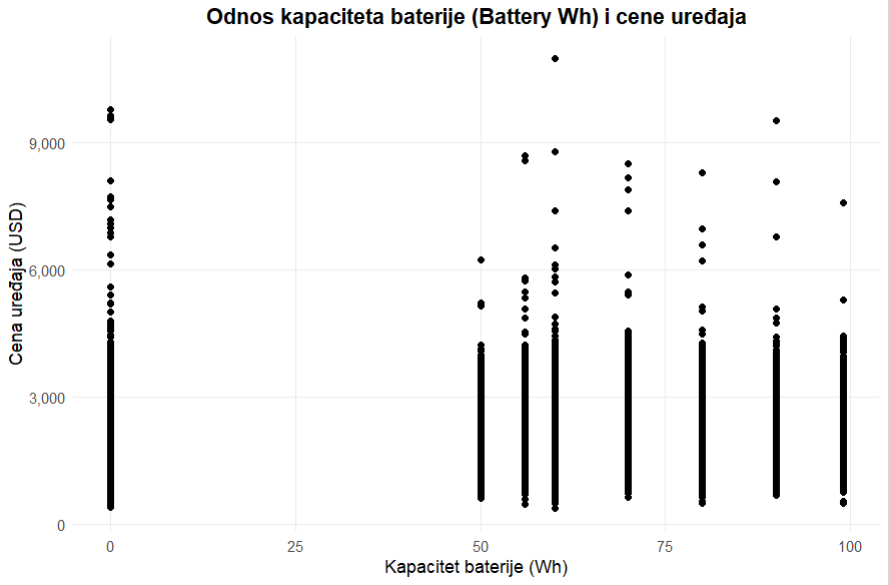 Odnos kapaciteta baterije (Battery Wh) i cene uređaja
Cena uređaja (USD)
9,000
6,000
3,000
0
0 25 50 75 100
Kapacitet baterije (Wh)